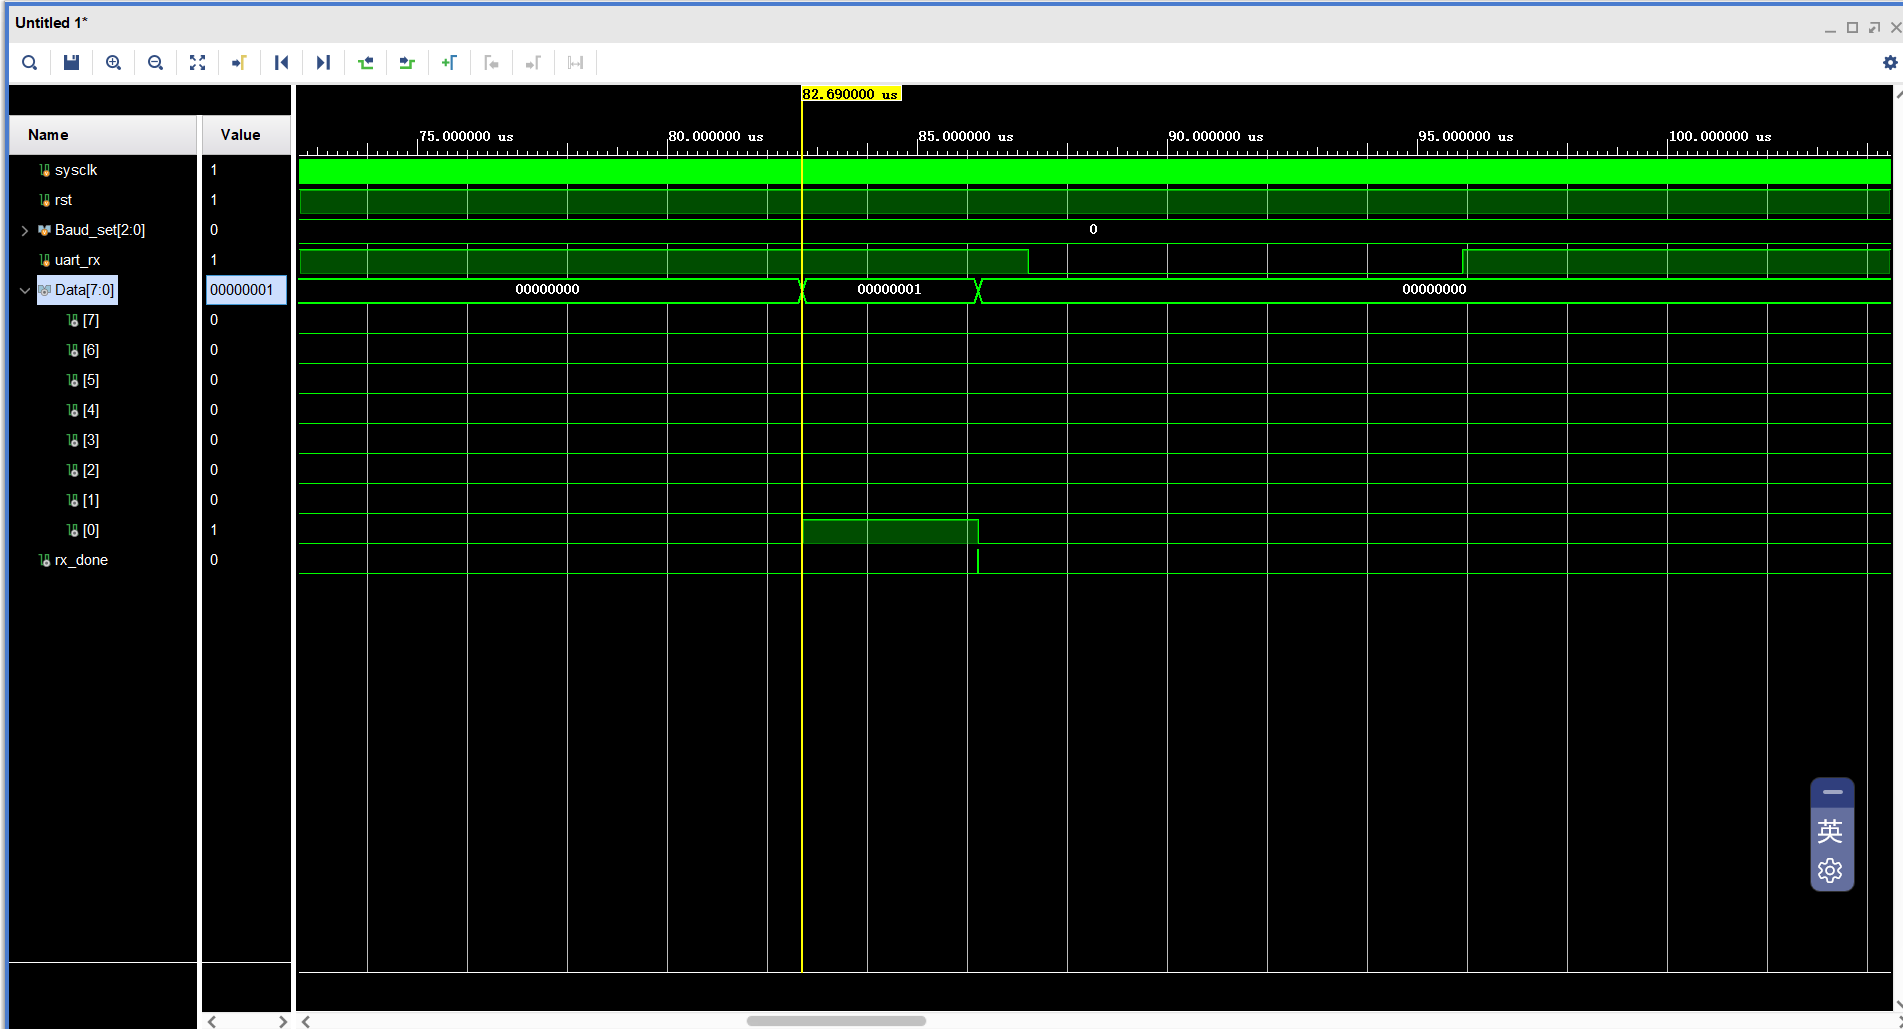 Untitled 1*
82.690000 us
Name Value
75.000000 us 80.000000 us 85.000000 us 90.000000 us 95.000000 us 100.000000 us
sysclk 1
rst 1
Baud_set[2:0] 0 0
uart_rx 1
Data[7:0] 00000001 00000000 00000001 00000000
[7] 0
[6] 0
[5] 0
[4] 0
[3] 0
[2] 0
[1] 0
[0] 1
rx_done 0
英